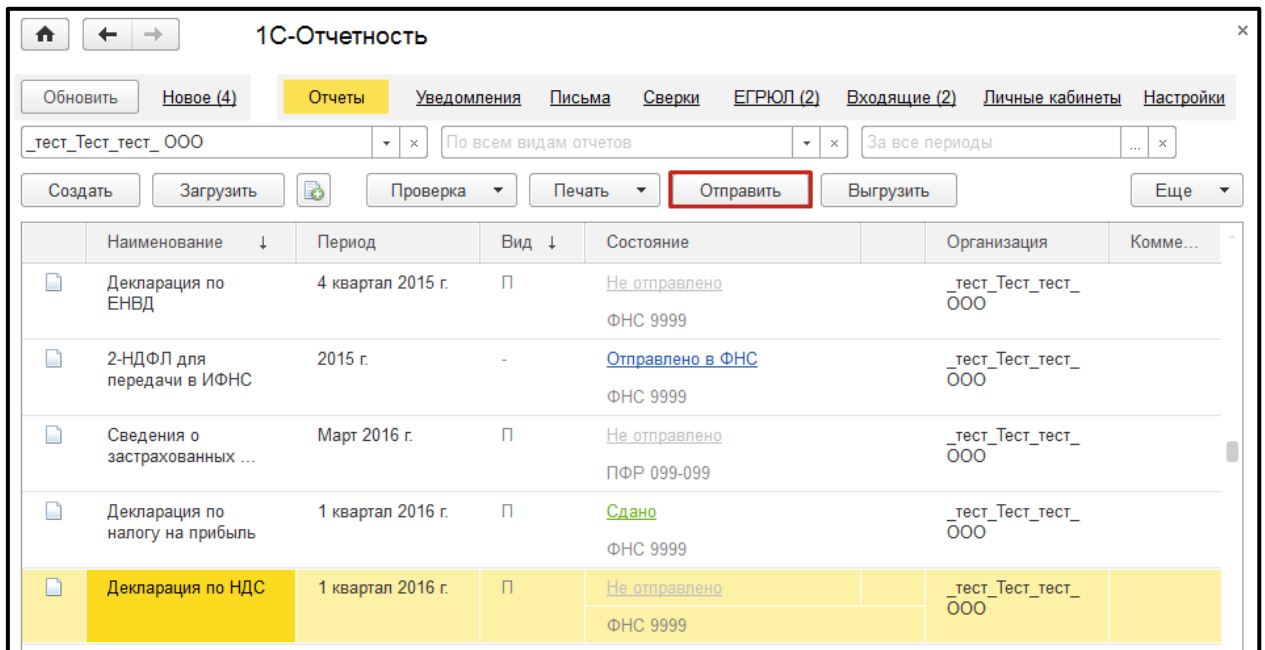 1С-Отчетность
Обновить Новое (4) Отчеты Уведомления Письма Сверки ЕГРЮЛ (2) Входящие (2) Личные кабинеты Настройки
_тест_Тест_тест_ ООО По всем видам отчетов За все периоды ...
Создать Загрузить Проверка Печать Отправить Выгрузить Еще
Наименование ↓ Период Вид ↓ Состояние Организация Комме...
Декларация по 4 квартал 2015 г. П Не отправлено _тест_Тест_тест_
ЕНВД ООО
ФНС 9999
2-НДФЛ для 2015 г. - Отправлено в ФНС _тест_Тест_тест_
передачи в ИФНС ООО
ФНС 9999
Сведения о Март 2016 г. П Не отправлено _тест_Тест_тест_
застрахованных ... ООО
ПФР 099-099
Декларация по 1 квартал 2016 г. П Сдано _тест_Тест_тест_
налогу на прибыль ООО
ФНС 9999
Декларация по НДС 1 квартал 2016 г. П Не отправлено _тест_Тест_тест_
ООО
ФНС 9999